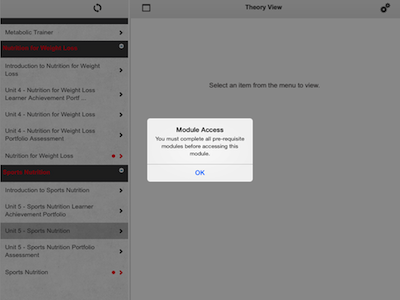 Theory View
Metabolic Trainer
Nutrition for Weight Loss
Introduction to Nutrition for Weight
Loss
Unit 4 - Nutrition for Weight Loss
Learner Achievement Portf ...
Unit 4 - Nutrition for Weight Loss
Unit 4 - Nutrition for Weight Loss
Portfolio Assessment
Nutrition for Weight Loss
Sports Nutrition
Introduction to Sports Nutrition
Unit 5 - Sports Nutrition Learner
Achievement Portfolio
Unit 5 - Sports Nutrition
Unit 5 - Sports Nutrition Portfolio
Assessment
Sports Nutrition
Select an item from the menu to view.
Module Access
You must complete all pre-requisite
modules before accessing this
module.
OK